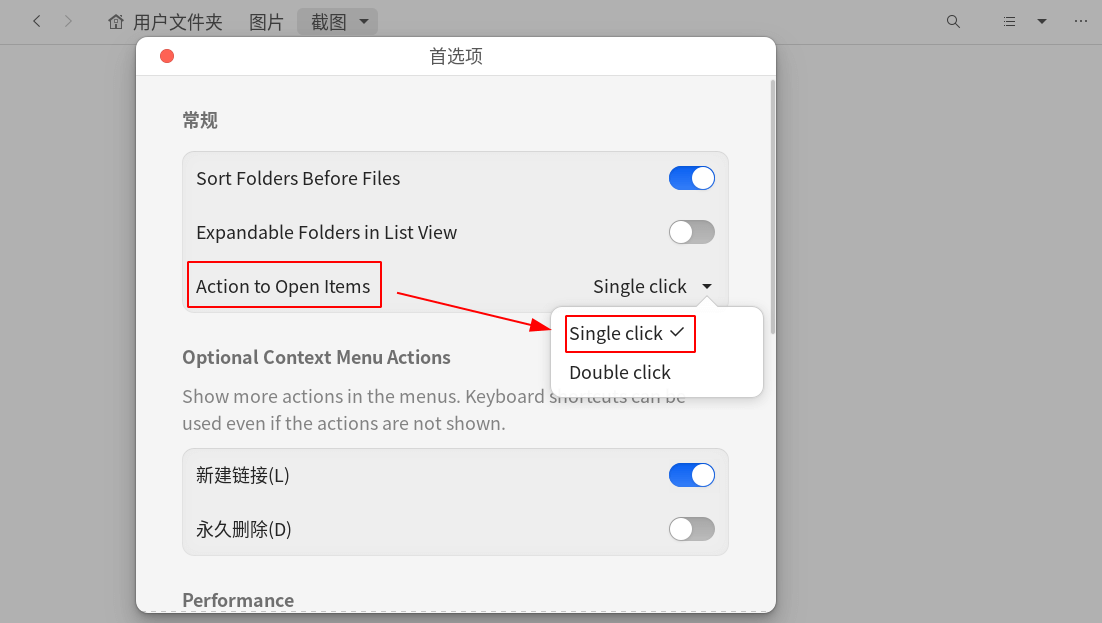 用户文件夹 图片 截图
首选项
常规
Sort Folders Before Files
Expandable Folders in List View
Action to Open Items Single click
Single click
Double click
Optional Context Menu Actions
Show more actions in the menus. Keyboard shortcuts can be
used even if the actions are not shown.
新建链接(L)
永久删除(D)
Performance